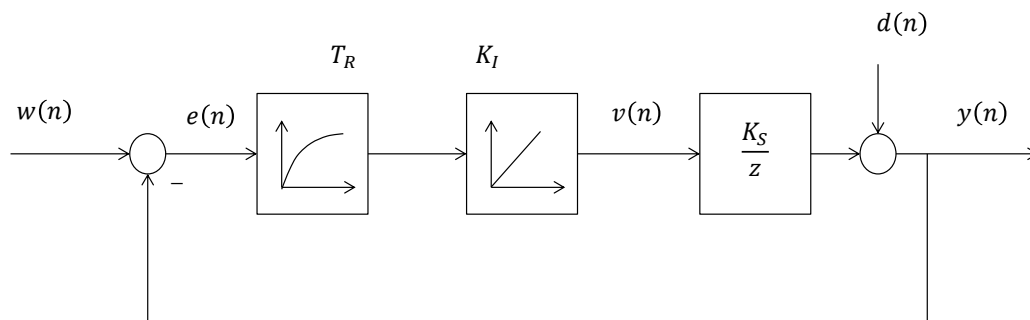 d(n)
T_R
K_I
w(n)
e(n)
v(n)
K_S
z
y(n)
−